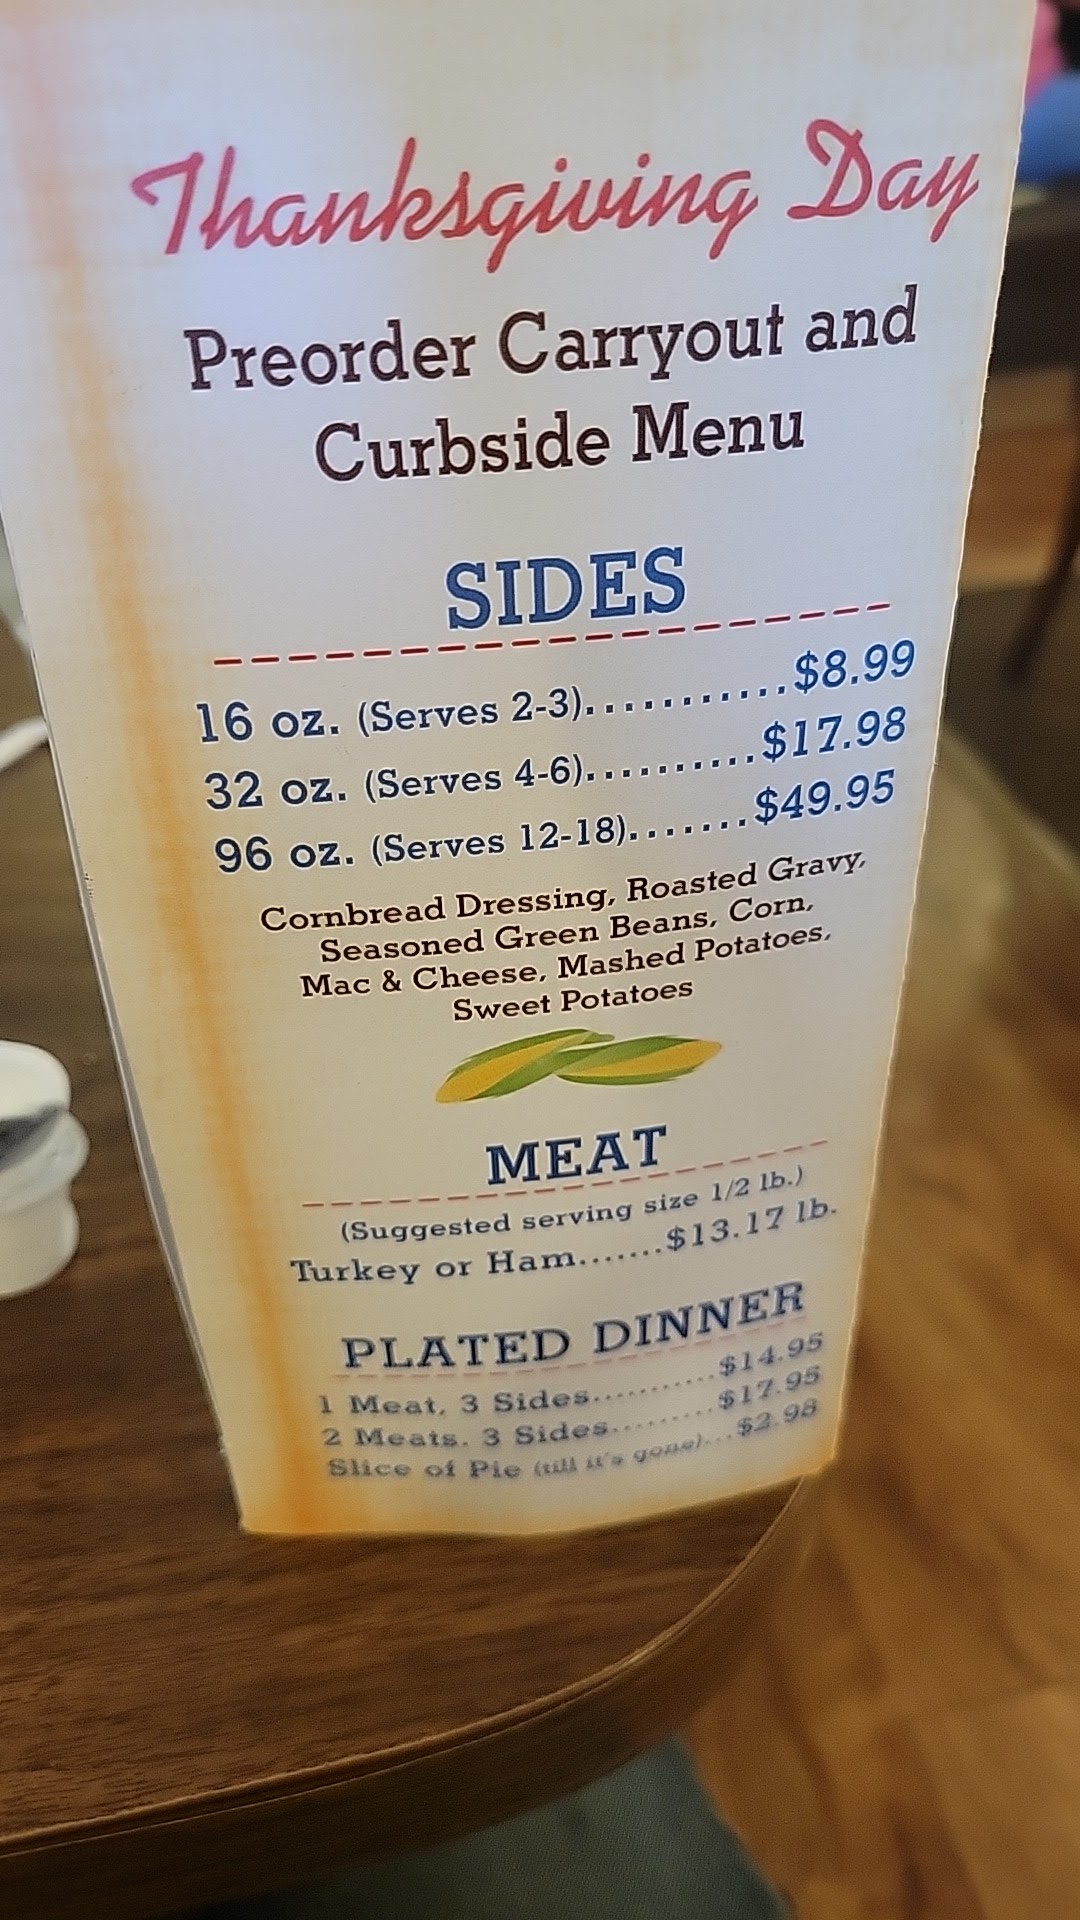 Thanksgiving Day
Preorder Carryout and
Curbside Menu
SIDES
16 oz. (Serves 2-3)...........$8.99
32 oz. (Serves 4-6)..........$17.98
96 oz. (Serves 12-18).......$49.95
Cornbread Dressing, Roasted Gravy,
Seasoned Green Beans, Corn,
Mac & Cheese, Mashed Potatoes,
Sweet Potatoes
MEAT
(Suggested serving size 1/2 lb.)
Turkey or Ham.......$13.17 lb.
PLATED DINNER
1 Meat, 3 Sides............$14.95
2 Meats, 3 Sides..........$17.95
Slice of Pie (till it's gone)...$2.98